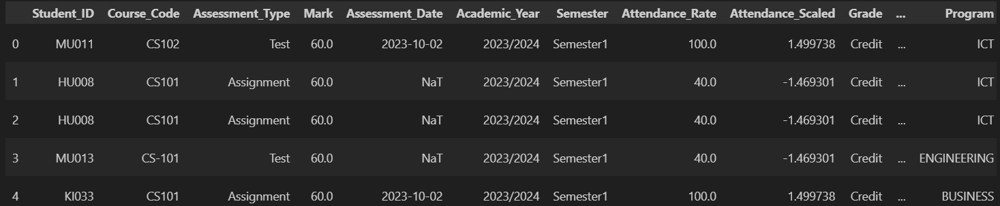 Student_ID Course_Code Assessment_Type Mark Assessment_Date Academic_Year Semester Attendance_Rate Attendance_Scaled Grade ... Program
0 MU011 CS102 Test 60.0 2023-10-02 2023/2024 Semester1 100.0 1.499738 Credit ... ICT
1 HU008 CS101 Assignment 60.0 NaT 2023/2024 Semester1 40.0 -1.469301 Credit ... ICT
2 HU008 CS101 Assignment 60.0 NaT 2023/2024 Semester1 40.0 -1.469301 Credit ... ICT
3 MU013 CS-101 Test 60.0 NaT 2023/2024 Semester1 40.0 -1.469301 Credit ... ENGINEERING
4 KI033 CS101 Assignment 60.0 2023-10-02 2023/2024 Semester1 100.0 1.499738 Credit ... BUSINESS